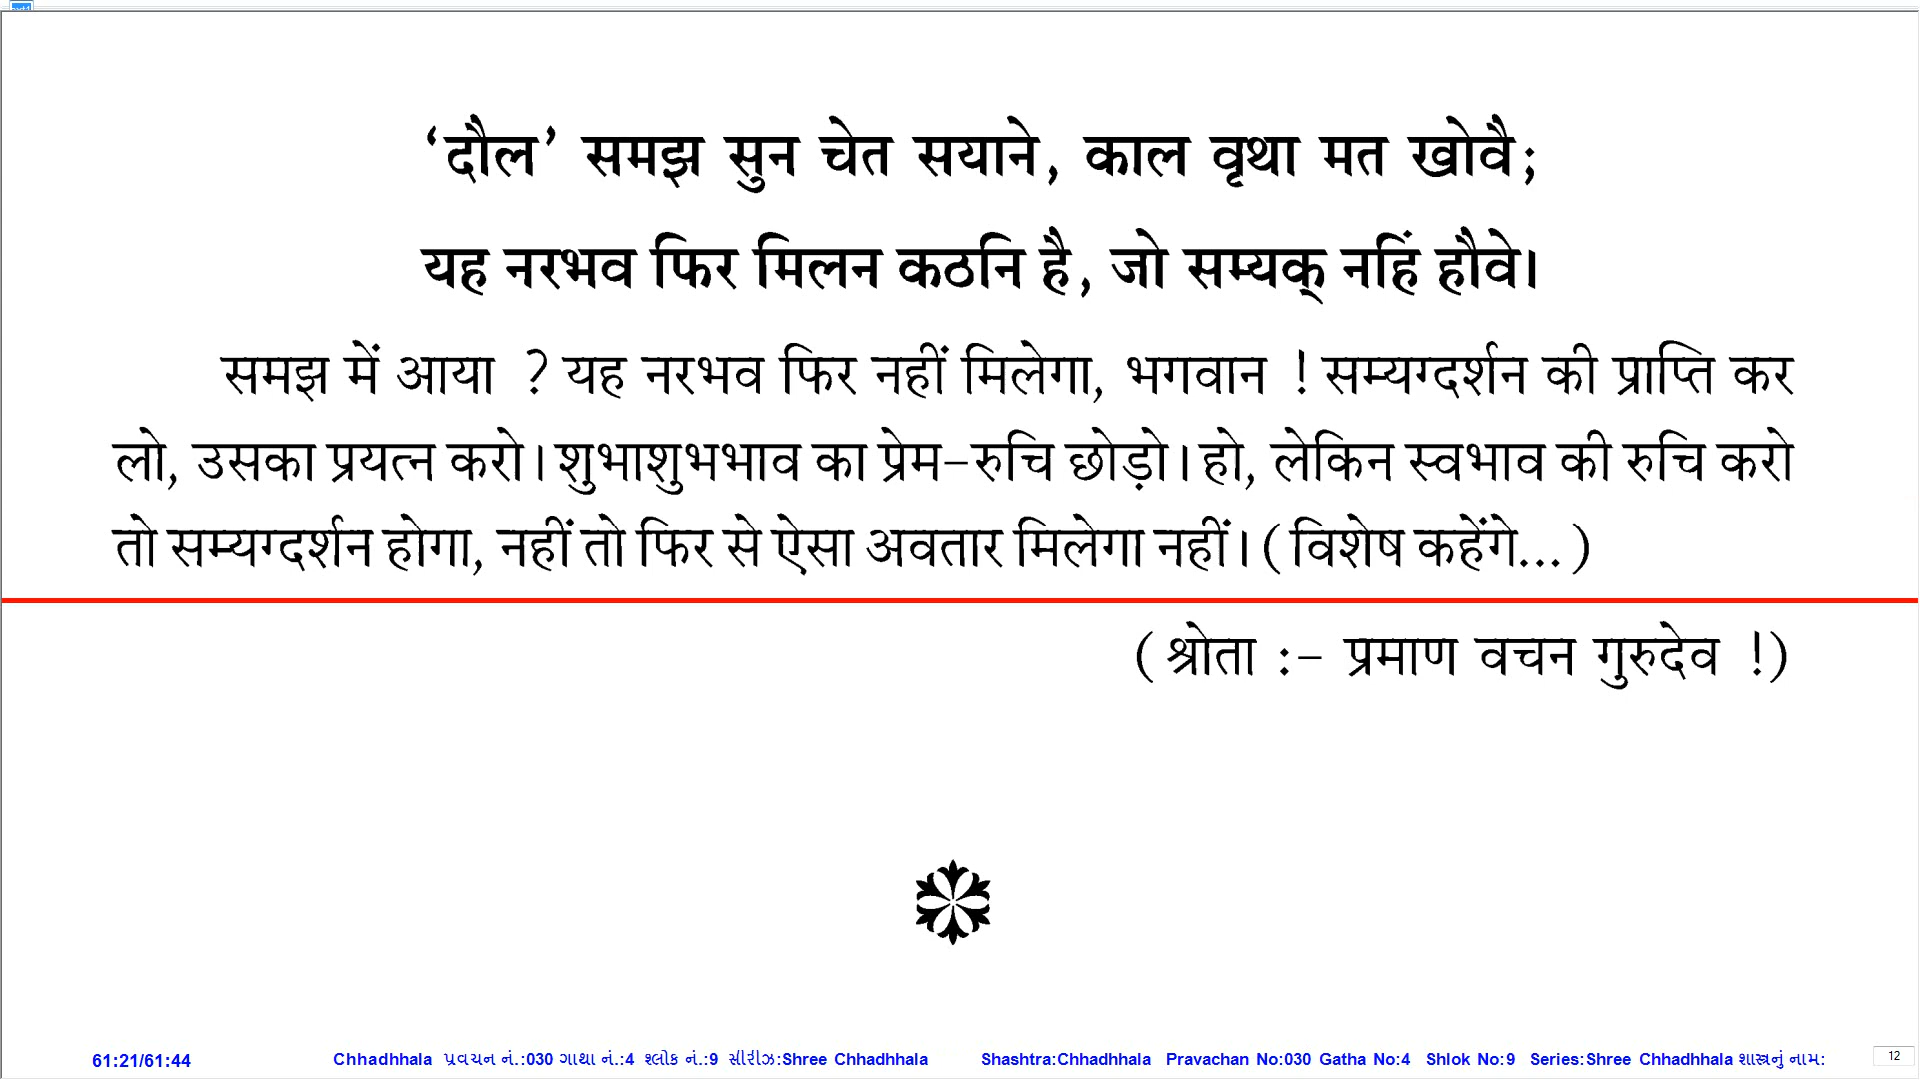 ‘दौल’ समझ सुन चेत सयाने, काल वृथा मत खोवै;
यह नरभव फिर मिलन कठनि है, जो सम्यक् नहिं हौवे।
समझ में आया ? यह नरभव फिर नहीं मिलेगा, भगवान ! सम्यग्दर्शन की प्राप्ति कर
लो, उसका प्रयत्न करो। शुभाशुभभाव का प्रेम-रुचि छोड़ो। हो, लेकिन स्वभाव की रुचि करो
तो सम्यग्दर्शन होगा, नहीं तो फिर से ऐसा अवतार मिलेगा नहीं। (विशेष कहेंगे...)
(श्रोता :- प्रमाण वचन गुरुदेव !)
61:21/61:44 Chhadhhala પ્રવચન નં.:030 ગાથા નં.:4 શ્લોક નં.:9 સીરીઝ:Shree Chhadhhala Shashtra:Chhadhhala Pravachan No:030 Gatha No:4 Shlok No:9 Series:Shree Chhadhhala શાસ્ત્રનું નામ: 12